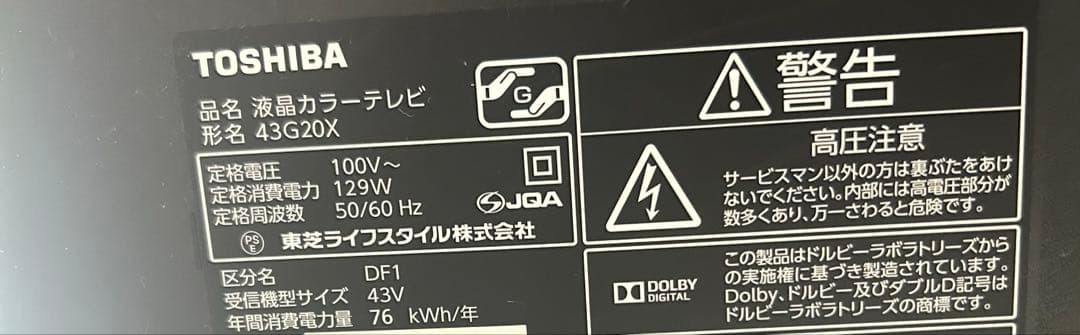 TOSHIBA
品名 液晶カラーテレビ
形名 43G20X
G
定格電圧 100V～
定格消費電力 129W
定格周波数 50/60 Hz
JQA
PSE 東芝ライフスタイル株式会社
区分名 DF1
受信機型サイズ 43V
年間消費電力量 76 kWh/年
警告
高圧注意
サービスマン以外の方は裏ぶたをあけ
ないでください。内部には高電圧部分が
数多くあり、万一さわると危険です。
DOLBY
DIGITAL
この製品はドルビーラボラトリーズから
の実施権に基づき製造されています。
Dolby、ドルビー及びダブルD記号は
ドルビーラボラトリーズの商標です。